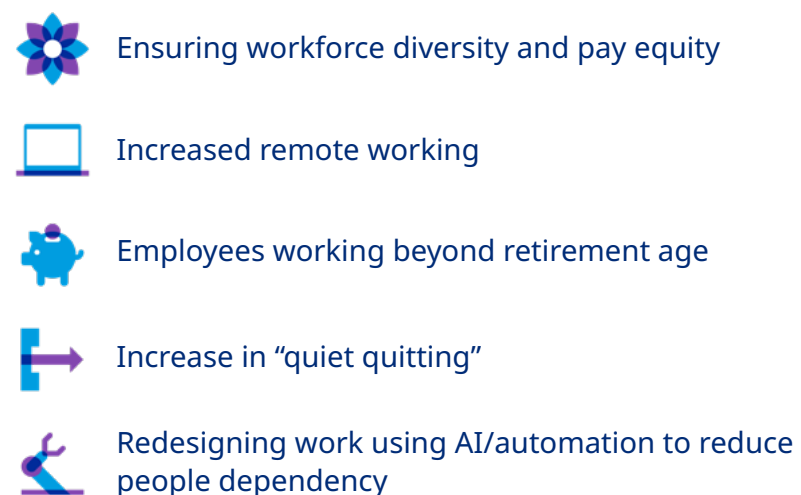 Ensuring workforce diversity and pay equity
Increased remote working
Employees working beyond retirement age
Increase in “quiet quitting”
Redesigning work using AI/automation to reduce
people dependency